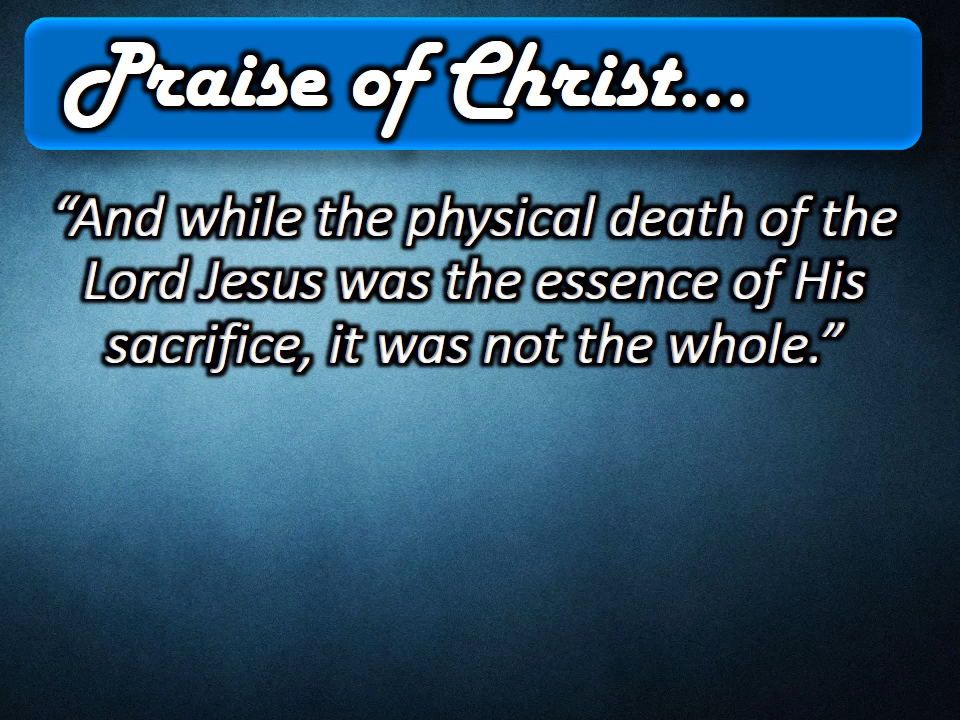 Praise of Christ...
“And while the physical death of the
Lord Jesus was the essence of His
sacrifice, it was not the whole.”